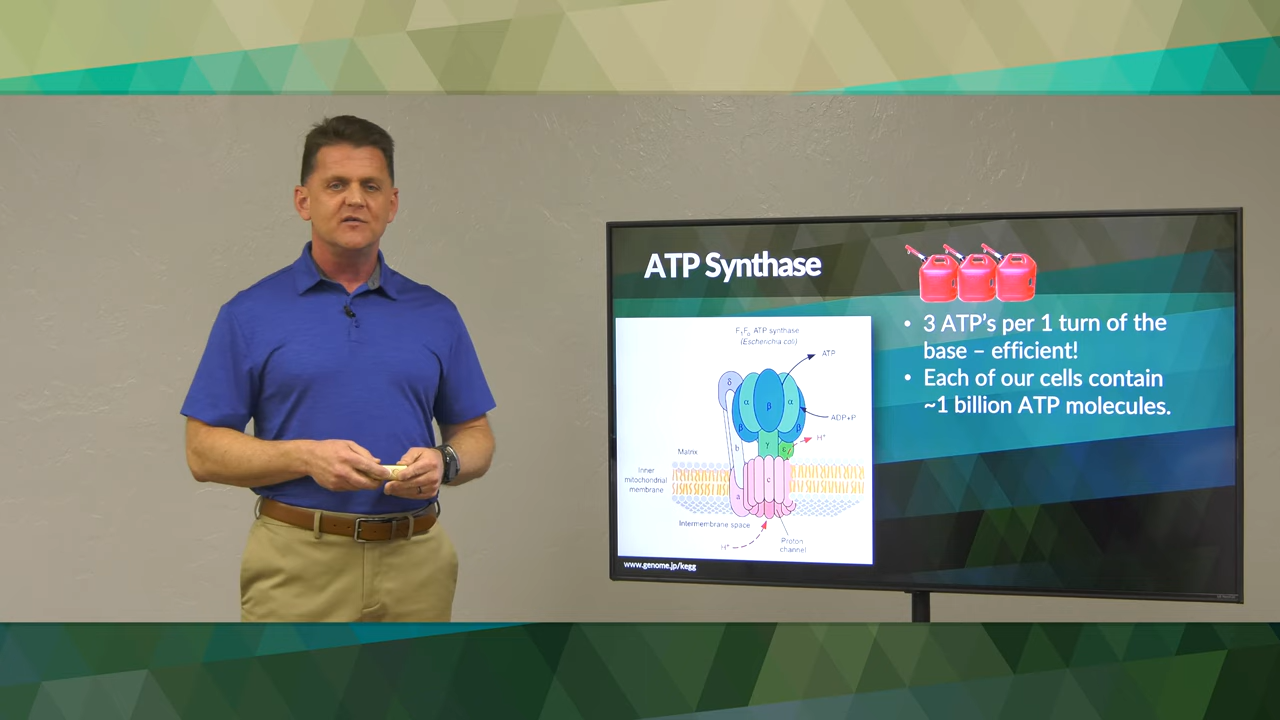 ATP Synthase
• 3 ATP's per 1 turn of the
base – efficient!
• Each of our cells contain
~1 billion ATP molecules.
F₁F₀ ATP synthase
(Escherichia coli)
ATP
δ
α
β
α
ADP+P
β
β
H⁺
b
γ
ε
Matrix
Inner
mitochondrial
membrane
c
a
Intermembrane space
H⁺
Proton
channel
www.genome.jp/kegg